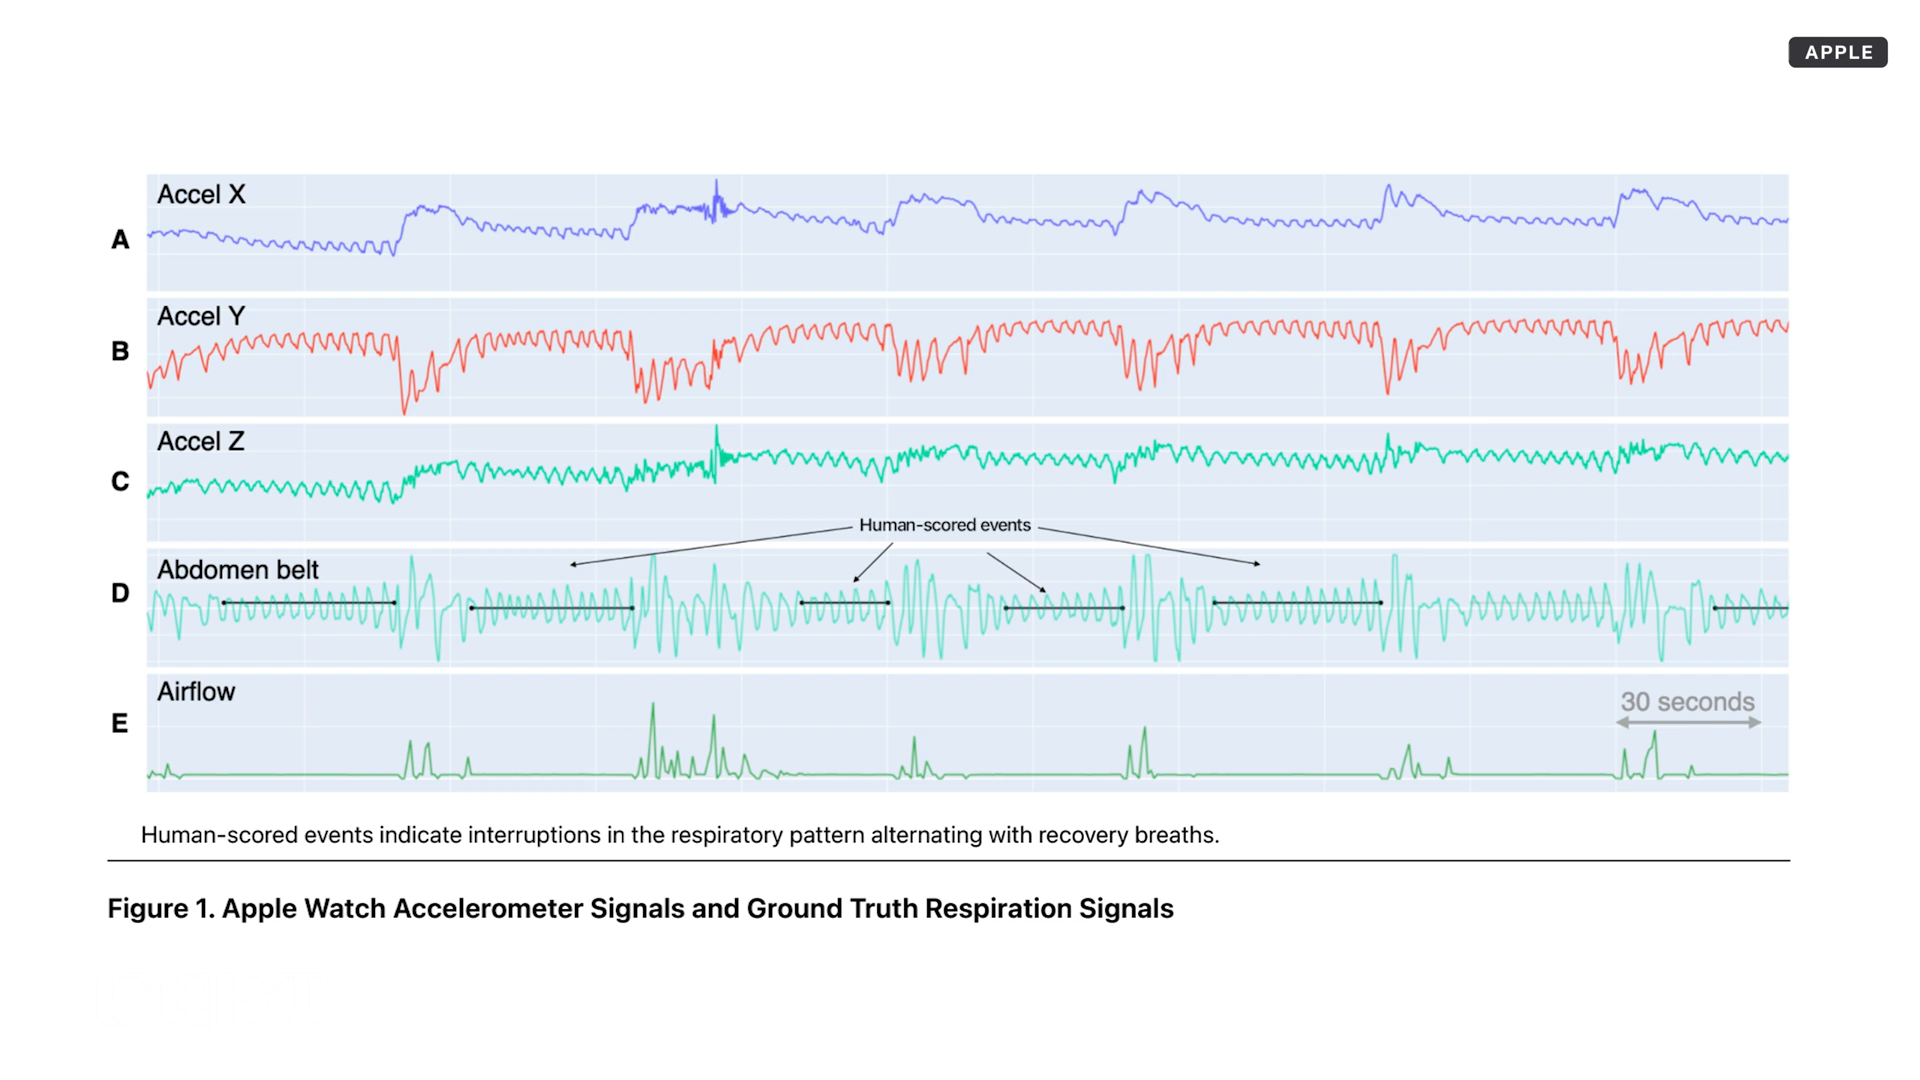 APPLE
A
Accel X
B
Accel Y
C
Accel Z
Human-scored events
D
Abdomen belt
E
Airflow
30 seconds
Human-scored events indicate interruptions in the respiratory pattern alternating with recovery breaths.
Figure 1. Apple Watch Accelerometer Signals and Ground Truth Respiration Signals